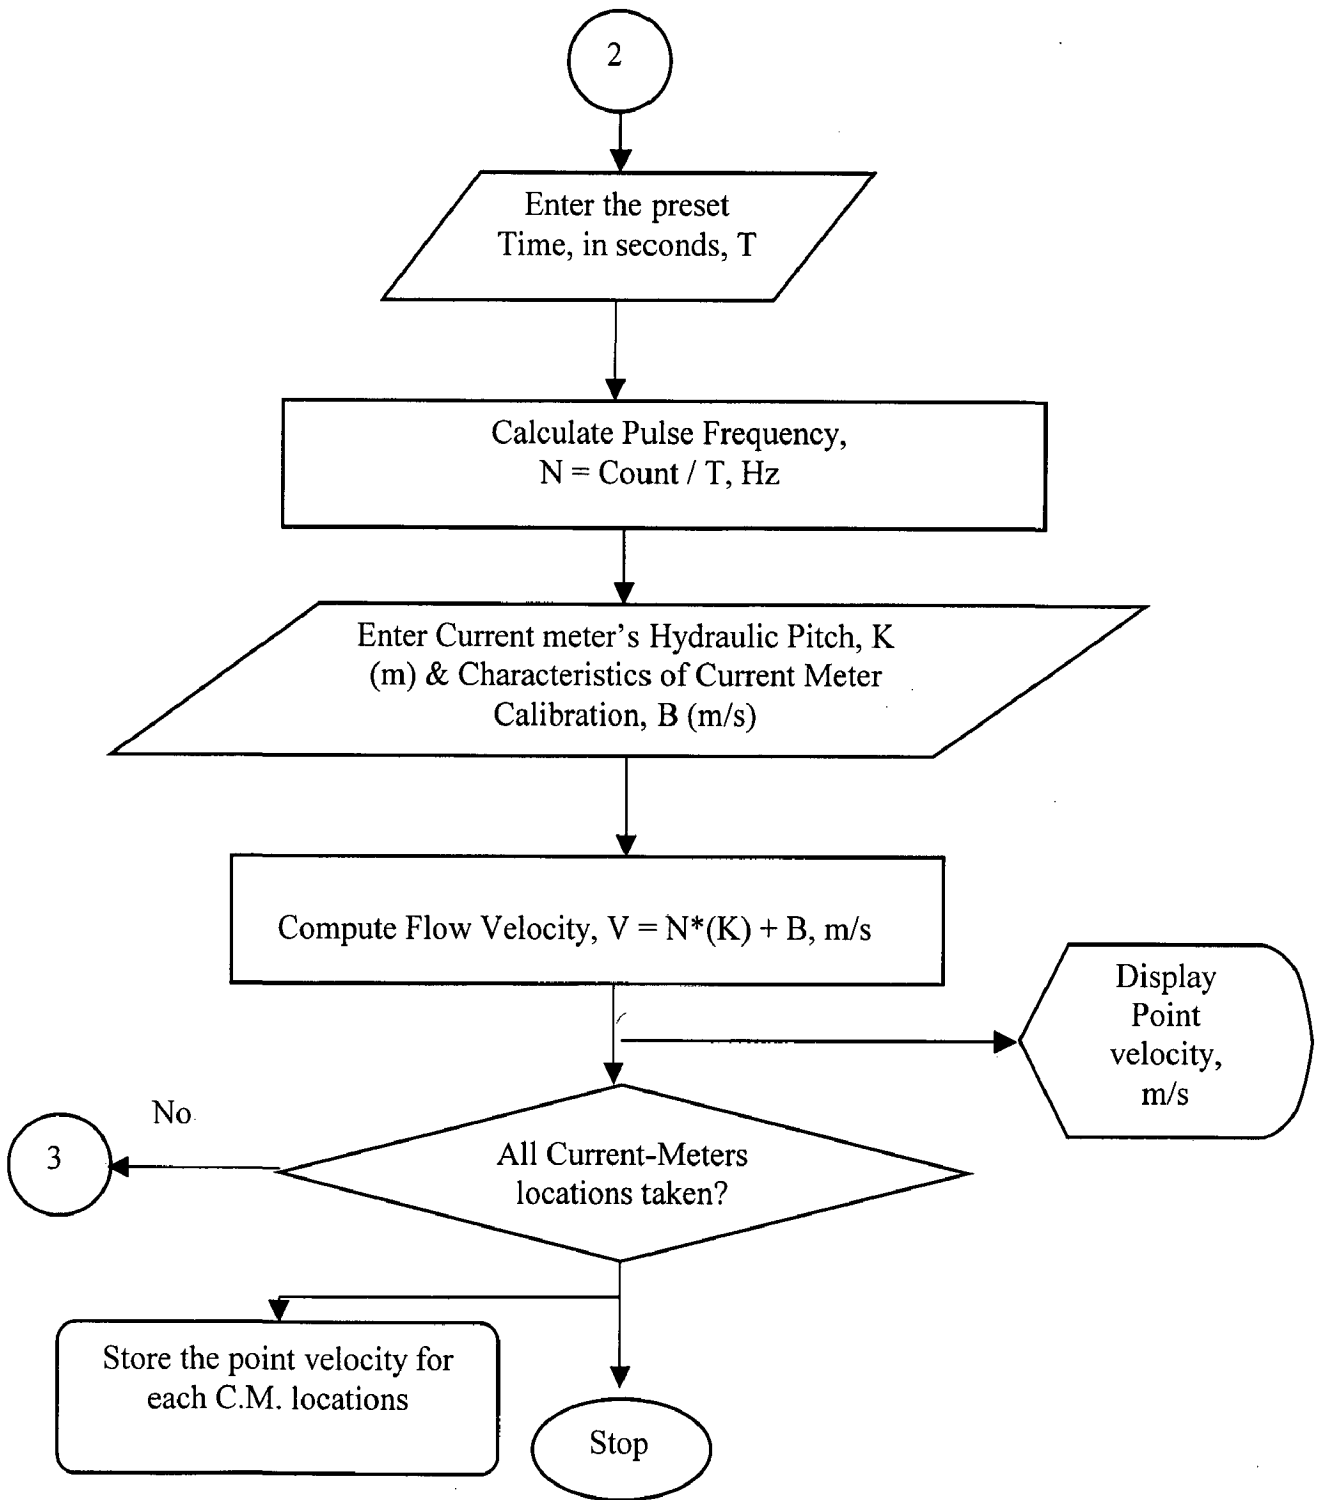 2
Enter the preset
Time, in seconds, T
Calculate Pulse Frequency,
N = Count / T, Hz
Enter Current meter's Hydraulic Pitch, K
(m) & Characteristics of Current Meter
Calibration, B (m/s)
Compute Flow Velocity, V = N*(K) + B, m/s
Display
Point
velocity,
m/s
No
3
All Current-Meters
locations taken?
Store the point velocity for
each C.M. locations
Stop